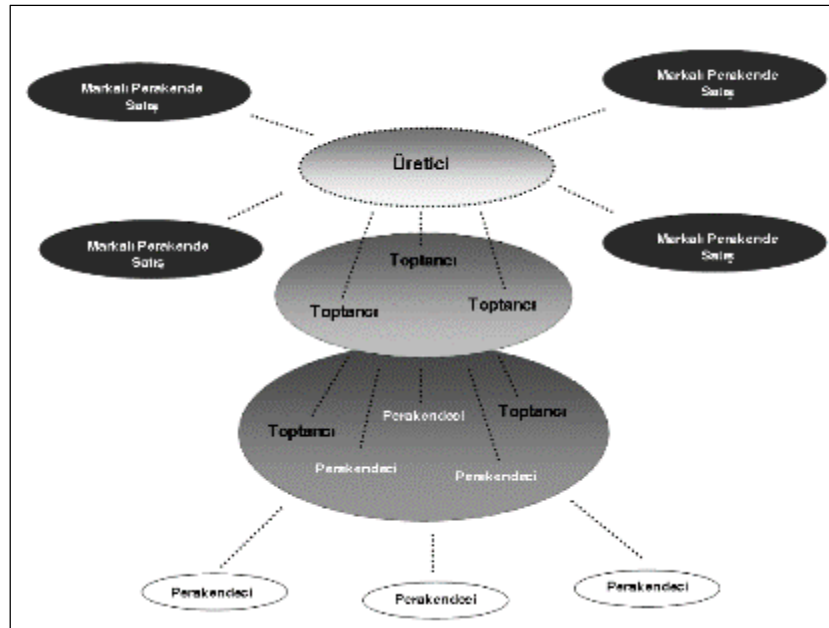 Markalı Perakende
Satış
Markalı Perakende
Satış
Üretici
Markalı Perakende
Satış
Markalı Perakende
Satış
Toptancı
Toptancı
Toptancı
Perakendeci
Toptancı
Toptancı
Perakendeci
Perakendeci
Perakendeci
Perakendeci
Perakendeci